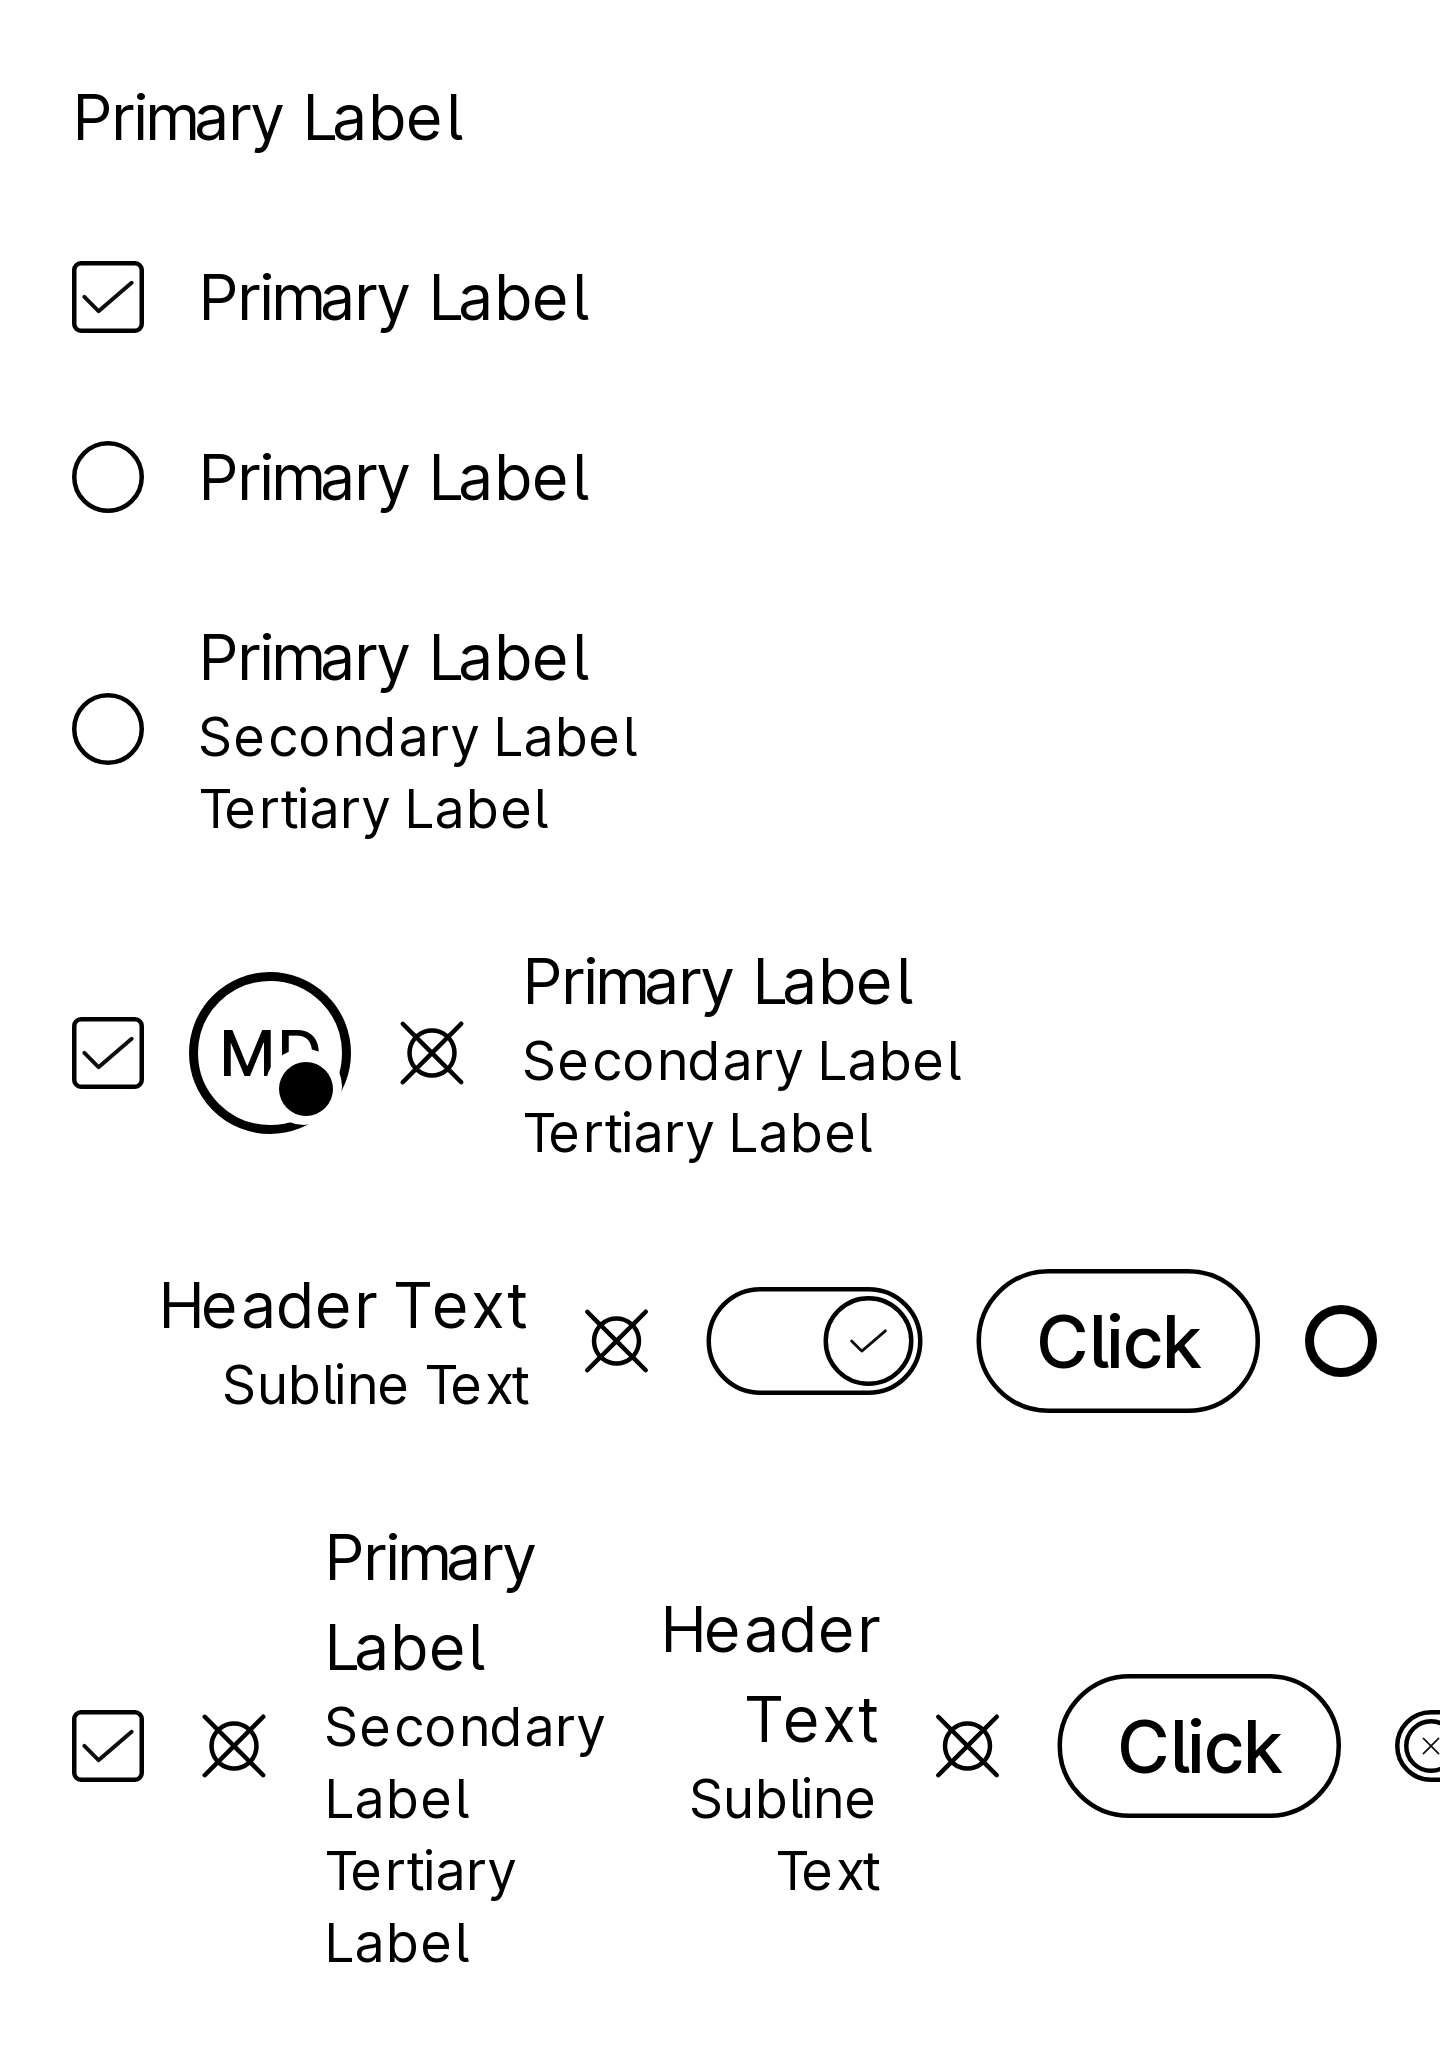 Primary Label
Primary Label
Primary Label
Primary Label
Secondary Label
Tertiary Label
MD
Primary Label
Secondary Label
Tertiary Label
Header Text
Subline Text
Click
Primary
Label
Secondary
Label
Tertiary
Label
Header
Text
Subline
Text
Click